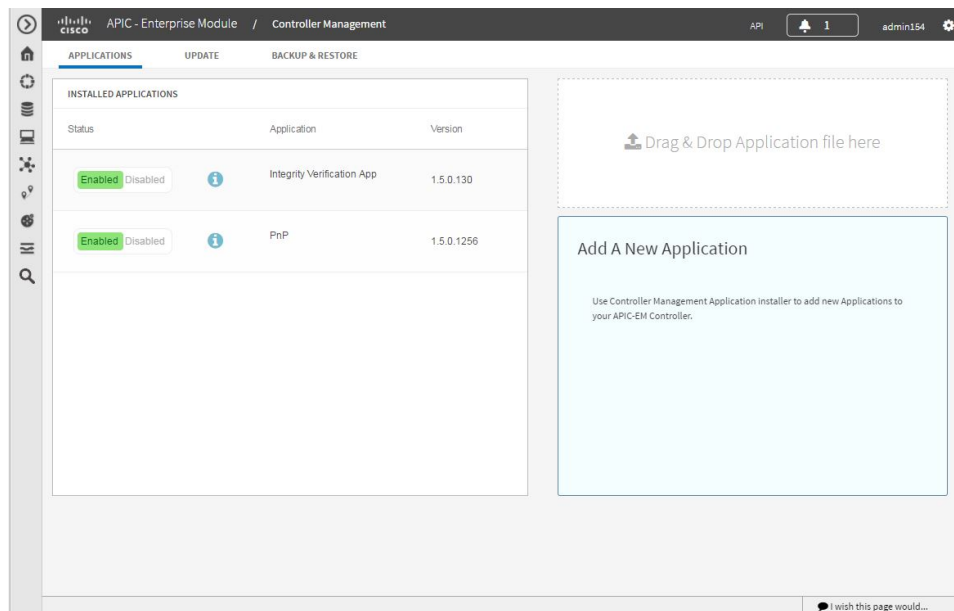 cisco APIC - Enterprise Module / Controller Management API 1 admin154
APPLICATIONS UPDATE BACKUP & RESTORE
INSTALLED APPLICATIONS
Status Application Version
Enabled Disabled Integrity Verification App 1.5.0.130
Enabled Disabled PnP 1.5.0.1256
Drag & Drop Application file here
Add A New Application
Use Controller Management Application installer to add new Applications to
your APIC-EM Controller.
I wish this page would...